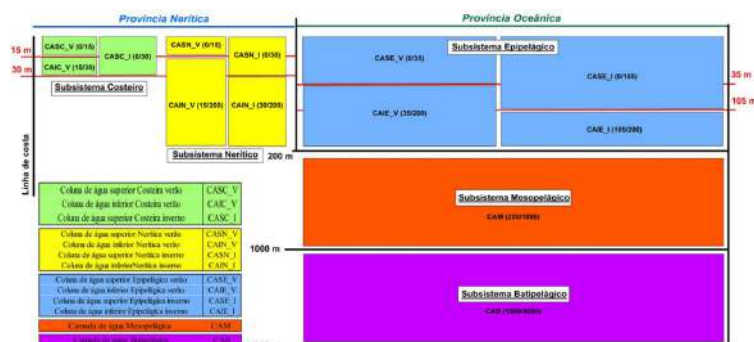 Província Nerítica
Província Oceânica
CASC_V (0/15)
CASC_I (0/30)
CASN_V (0/15)
CASN_I (0/30)
Subsistema Epipelágico
CASE_V (0/35)
CASE_I (0/105)
15 m
30 m
CAIC_V (15/30)
Subsistema Costeiro
35 m
105 m
CAIN_V (15/200)
CAIN_I (30/200)
CAIE_V (35/200)
CAIE_I (105/200)
Subsistema Nerítico
200 m
Linha de costa
Coluna de água superior Costeira verão CASC_V
Coluna de água inferior Costeira verão CAIC_V
Coluna de água superior Costeira inverno CASC_I
Subsistema Mesopelágico
CAM (200/1000)
Coluna de água superior Nerítica verão CASN_V
Coluna de água inferior Nerítica verão CAIN_V
Coluna de água superior Nerítica inverno CASN_I
Coluna de água inferiorNerítica inverno CAIN_I
1000 m
Coluna de água superior Epipelágica verão CASE_V
Coluna de água inferior Epipelágica verão CAIE_V
Coluna de água superior Epipelágica inverno CASE_I
Coluna de água inferior Epipelágica inverno CAIE_I
Subsistema Batipelágico
Camada de água Mesopelágica CAM